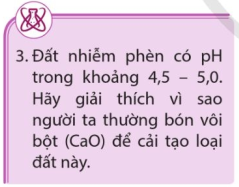 3. Đất nhiễm phèn có pH
trong khoảng 4,5 – 5,0.
Hãy giải thích vì sao
người ta thường bón vôi
bột (CaO) để cải tạo loại
đất này.